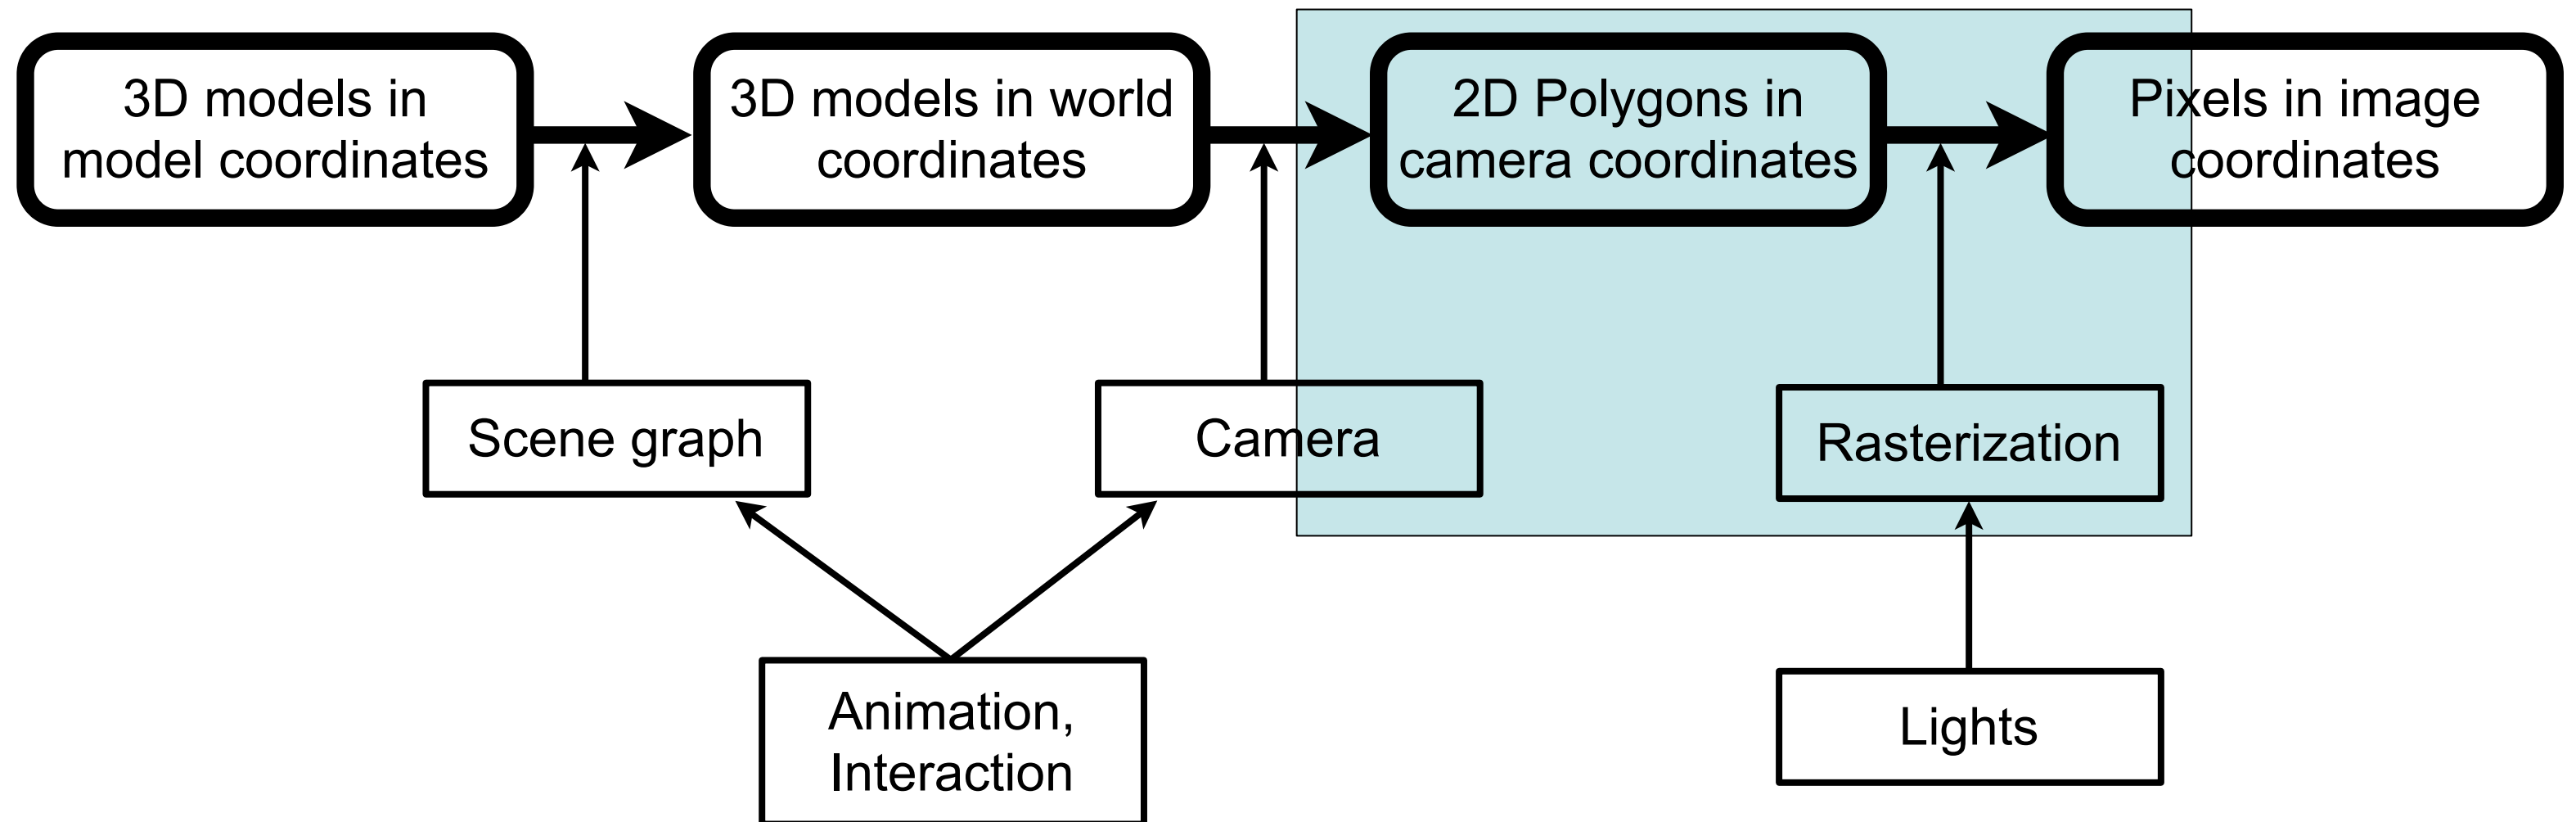 3D models in
model coordinates
3D models in world
coordinates
2D Polygons in
camera coordinates
Pixels in image
coordinates
Scene graph
Camera
Rasterization
Animation,
Interaction
Lights